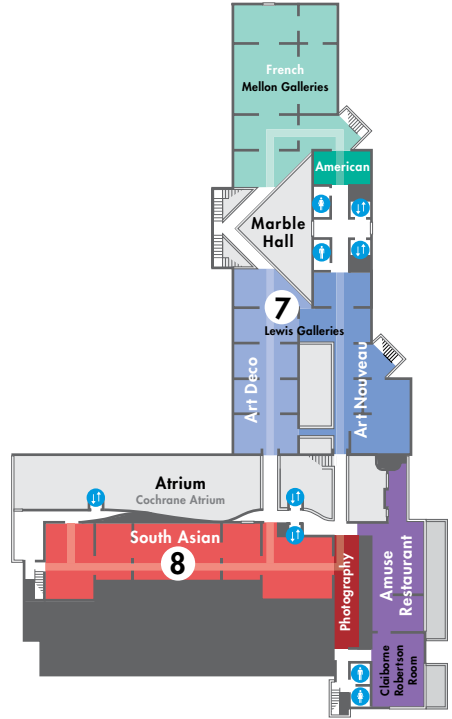 French
Mellon Galleries
American
Marble
Hall
7
Lewis Galleries
Art Deco
Art Nouveau
Atrium
Cochrane Atrium
South Asian
8
Photography
Amuse
Restaurant
Claiborne
Robertson
Room